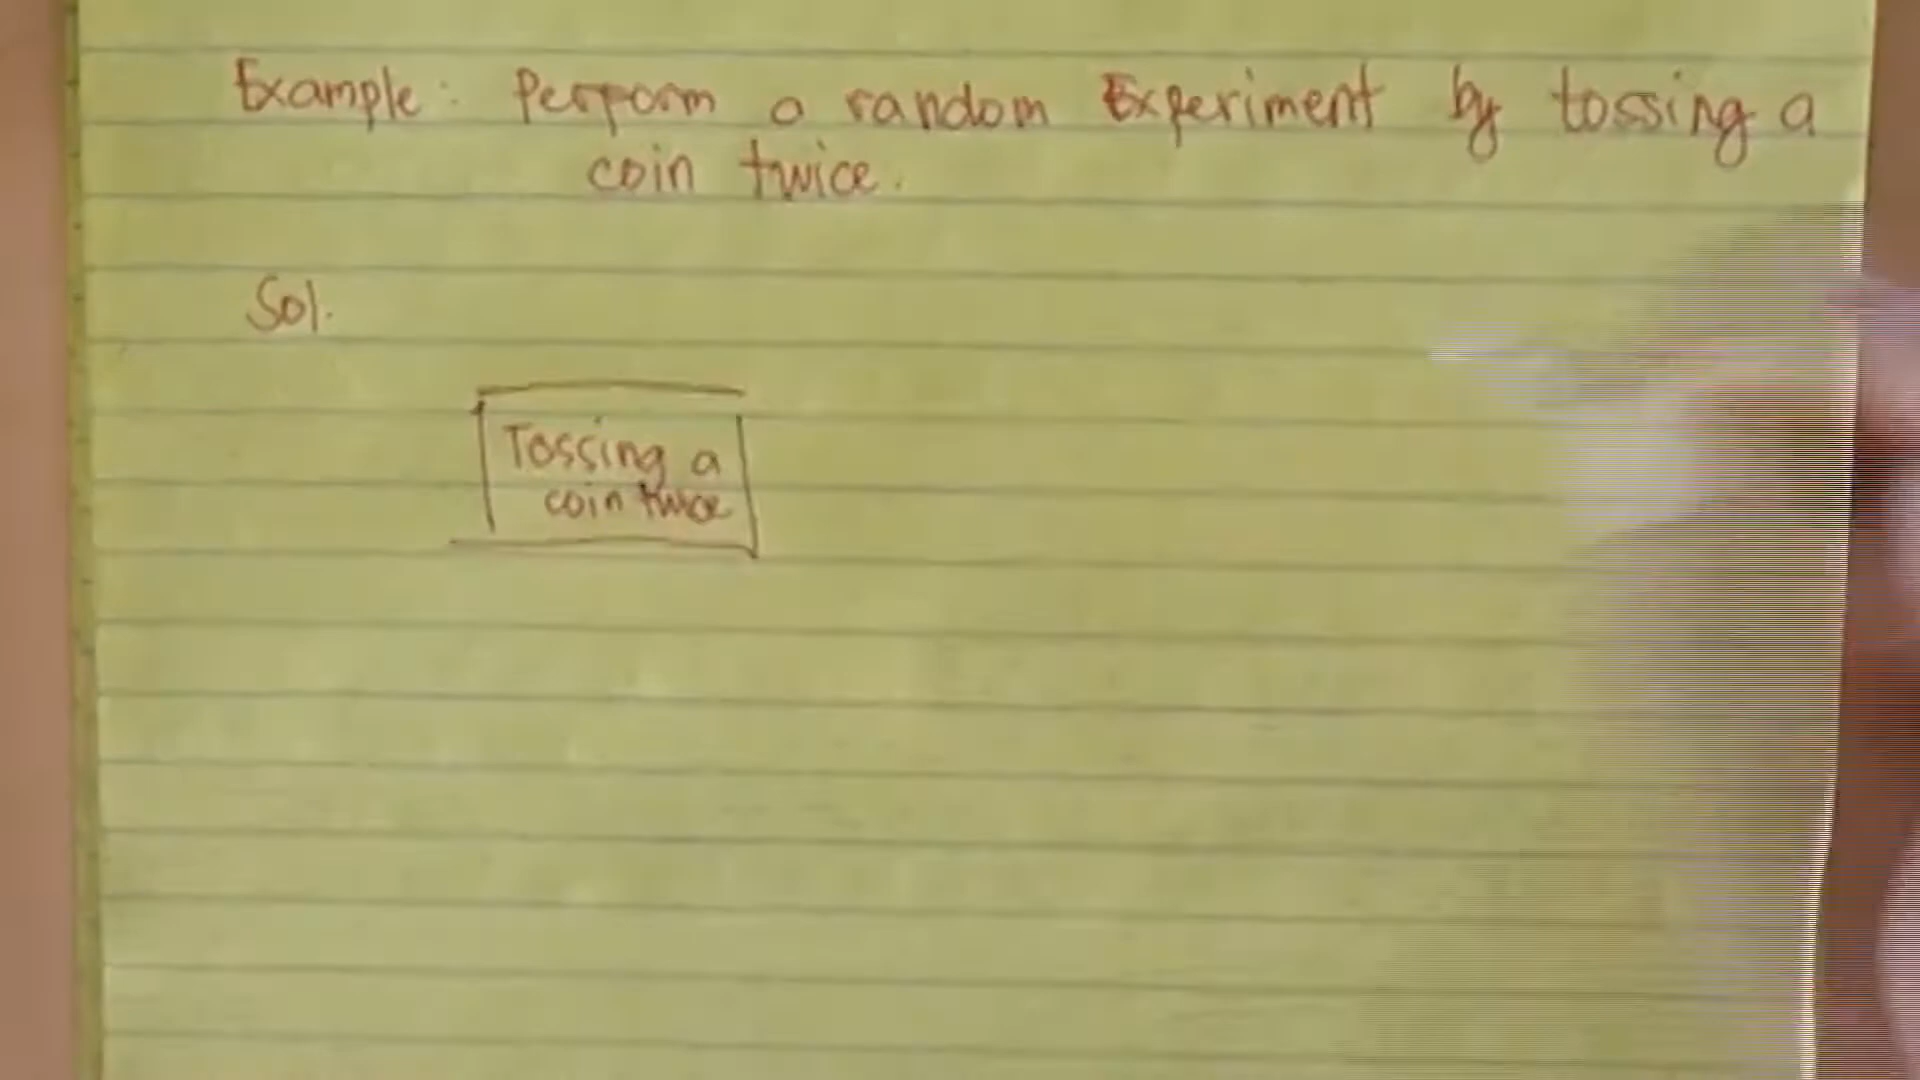 Example: Perform a random Experiment by tossing a
coin twice.
Sol.
Tossing a
coin twice